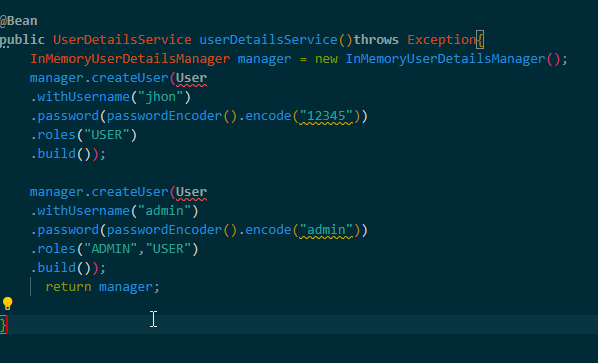 @Bean
public UserDetailsService userDetailsService()throws Exception{
InMemoryUserDetailsManager manager = new InMemoryUserDetailsManager();
manager.createUser(User
.withUsername("jhon")
.password(passwordEncoder().encode("12345"))
.roles("USER")
.build());
manager.createUser(User
.withUsername("admin")
.password(passwordEncoder().encode("admin"))
.roles("ADMIN","USER")
.build());
return manager;
}